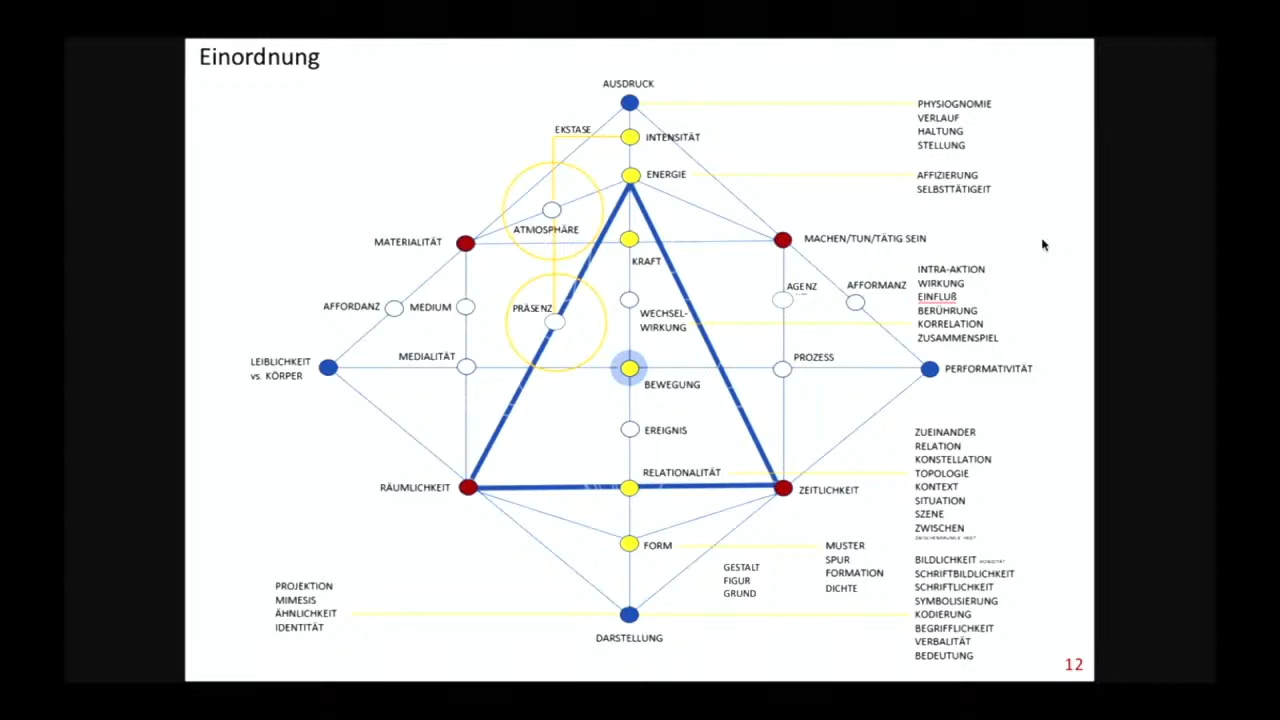 Einordnung
AUSDRUCK
EKSTASE
INTENSITÄT
PHYSIOGNOMIE
VERLAUF
HALTUNG
STELLUNG
ENERGIE
AFFIZIERUNG
SELBSTTÄTIGEIT
ATMOSPHÄRE
MATERIALITÄT
MACHEN/TUN/TÄTIG SEIN
KRAFT
INTRA-AKTION
WIRKUNG
EINFLUß
BERÜHRUNG
KORRELATION
ZUSAMMENSPIEL
AGENZ
AFFORMANZ
AFFORDANZ
MEDIUM
PRÄSENZ
WECHSEL-
WIRKUNG
LEIBLICHKEIT
vs. KÖRPER
MEDIALITÄT
PROZESS
PERFORMATIVITÄT
BEWEGUNG
EREIGNIS
ZUEINANDER
RELATION
KONSTELLATION
TOPOLOGIE
KONTEXT
SITUATION
SZENE
ZWISCHEN
RELATIONALITÄT
RÄUMLICHKEIT
ZEITLICHKEIT
FORM
MUSTER
SPUR
FORMATION
DICHTE
GESTALT
FIGUR
GRUND
BILDLICHKEIT
SCHRIFTBILDLICHKEIT
SCHRIFTLICHKEIT
SYMBOLISIERUNG
KODIERUNG
BEGRIFFLICHKEIT
VERBALITÄT
BEDEUTUNG
PROJEKTION
MIMESIS
ÄHNLICHKEIT
IDENTITÄT
DARSTELLUNG
12